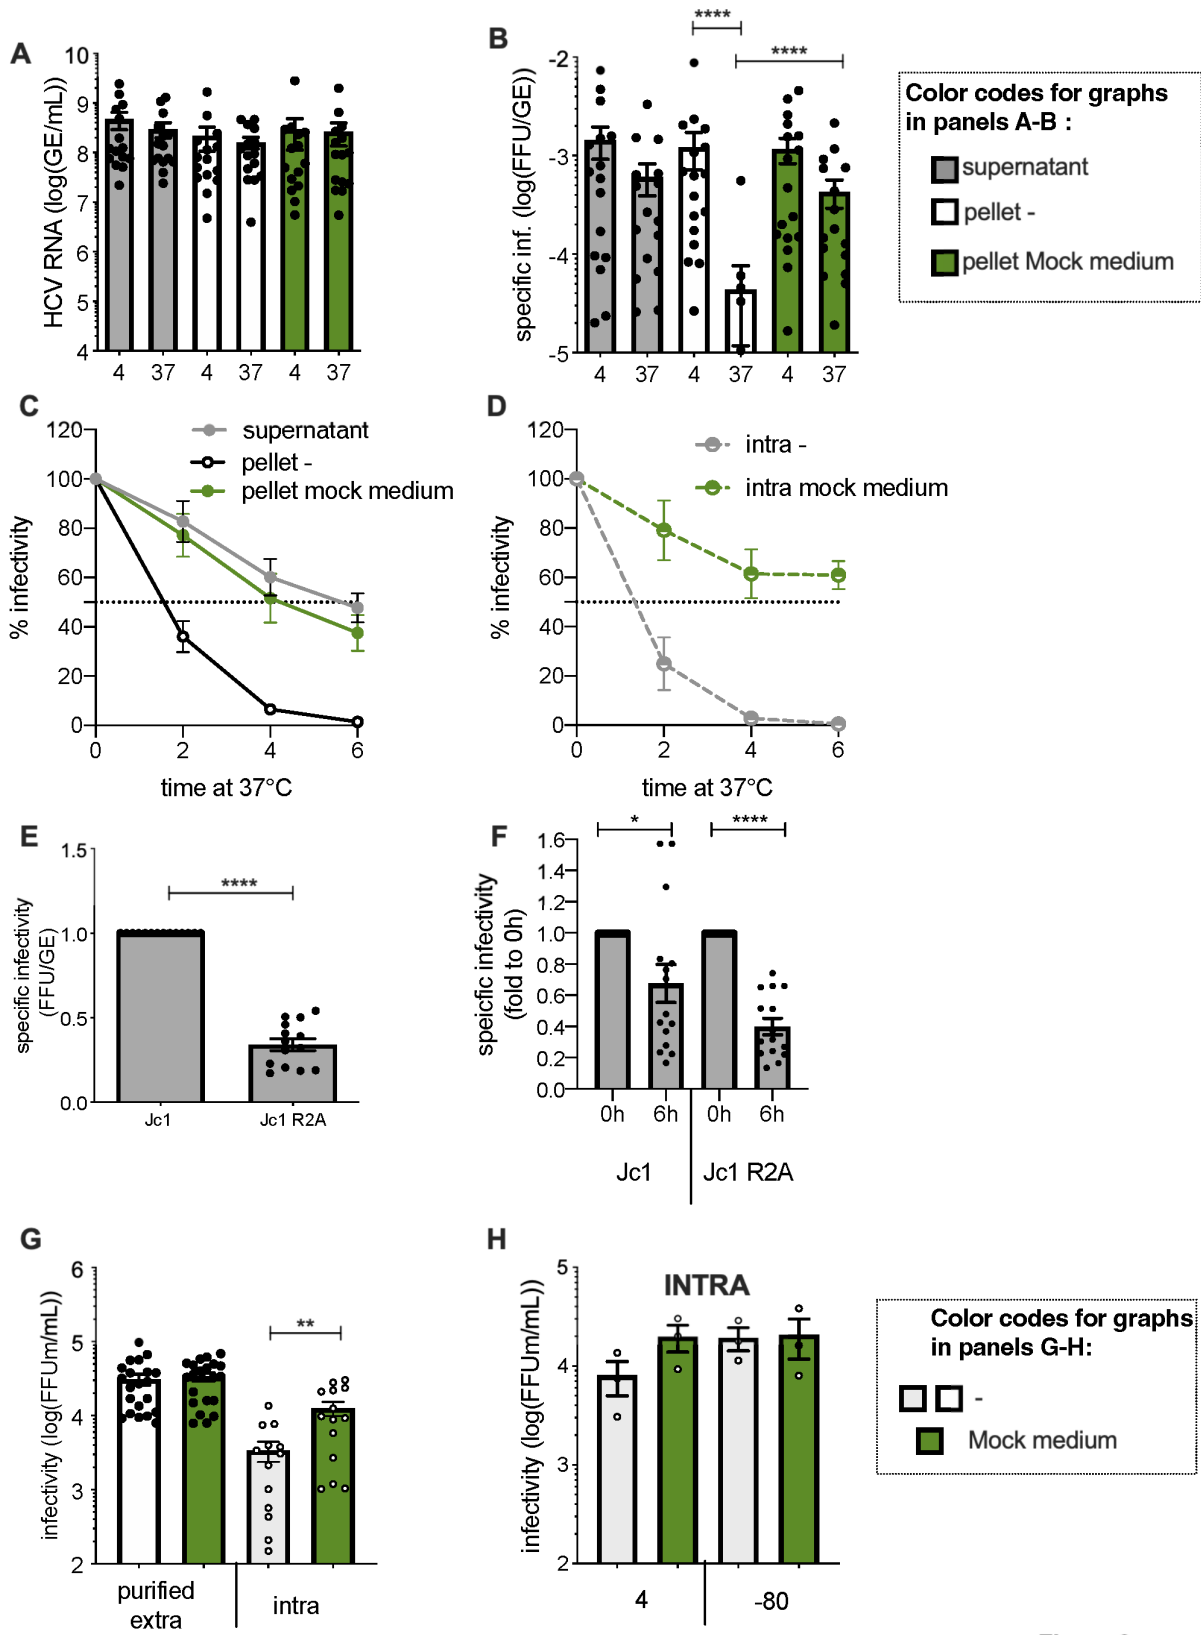 A
HCV RNA (log(GE/mL))
10
9
8
7
6
5
4
4 37 4 37 4 37
B
****
****
specific inf. (log(FFU/GE))
-2
-3
-4
-5
4 37 4 37 4 37
Color codes for graphs
in panels A-B :
supernatant
pellet -
pellet Mock medium
C
supernatant
pellet -
pellet mock medium
% infectivity
120
100
80
60
40
20
0
0 2 4 6
time at 37°C
D
intra -
intra mock medium
% infectivity
120
100
80
60
40
20
0
0 2 4 6
time at 37°C
E
****
specific infectivity
(FFU/GE)
1.5
1.0
0.5
0.0
Jc1 Jc1 R2A
F
* ****
speicfic infectivity
(fold to 0h)
1.6
1.4
1.2
1.0
0.8
0.6
0.4
0.2
0.0
0h 6h 0h 6h
Jc1 Jc1 R2A
G
**
infectivity (log(FFUm/mL))
6
5
4
3
2
purified
extra
intra
H
INTRA
infectivity (log(FFUm/mL))
5
4
3
2
4 -80
Color codes for graphs
in panels G-H:
-
Mock medium